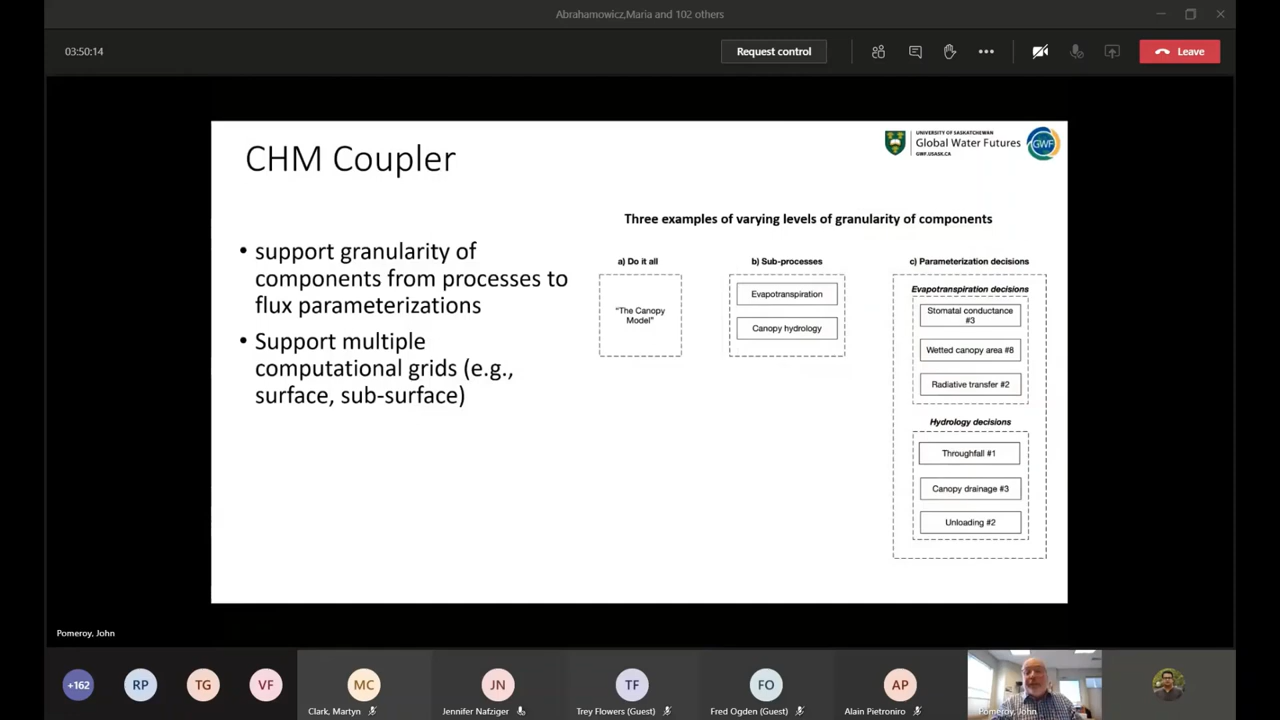 Abrahamowicz,Maria and 102 others
03:50:14
Request control
Leave
CHM Coupler
UNIVERSITY OF SASKATCHEWAN
Global Water Futures
GWF.USASK.CA
GWF
• support granularity of
components from processes to
flux parameterizations
• Support multiple
computational grids (e.g.,
surface, sub-surface)
Three examples of varying levels of granularity of components
a) Do it all
"The Canopy
Model"
b) Sub-processes
Evapotranspiration
Canopy hydrology
c) Parameterization decisions
Evapotranspiration decisions
Stomatal conductance
#3
Wetted canopy area #8
Radiative transfer #2
Hydrology decisions
Throughfall #1
Canopy drainage #3
Unloading #2
Pomeroy, John
+162
RP
TG
VF
MC
Clark, Martyn
JN
Jennifer Nafziger
TF
Trey Flowers (Guest)
FO
Fred Ogden (Guest)
AP
Alain Pietroniro
Pomeroy, John